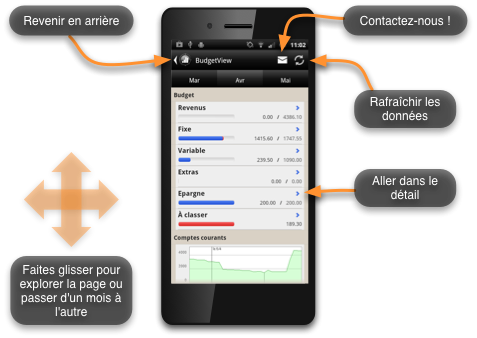 Revenir en arrière
Contactez-nous !
11:02
BudgetView
Mar
Avr
Mai
Budget
Revenus
0.00 / 4386.10
Fixe
1415.60 / 1747.55
Variable
239.50 / 1090.00
Extras
0.00 / 0.00
Epargne
200.00 / 200.00
À classer
189.30
Comptes courants
Rafraîchir les
données
Aller dans le
détail
Faites glisser pour
explorer la page ou
passer d'un mois à
l'autre